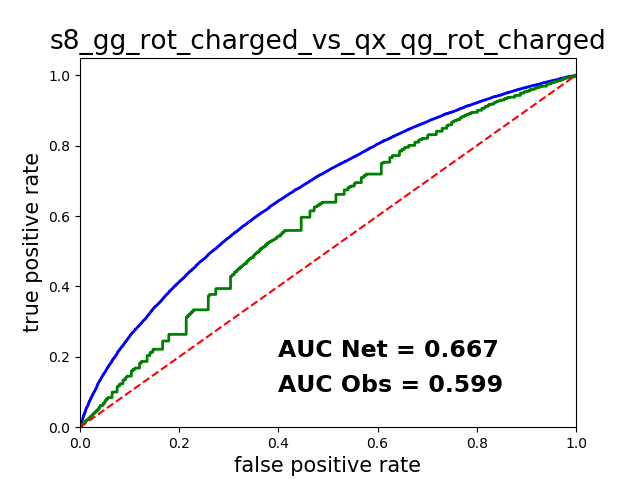 s8_gg_rot_charged_vs_qx_qg_rot_charged
1.0
0.8
0.6
0.4
0.2
0.0
true positive rate
AUC Net = 0.667
AUC Obs = 0.599
0.0 0.2 0.4 0.6 0.8 1.0
false positive rate